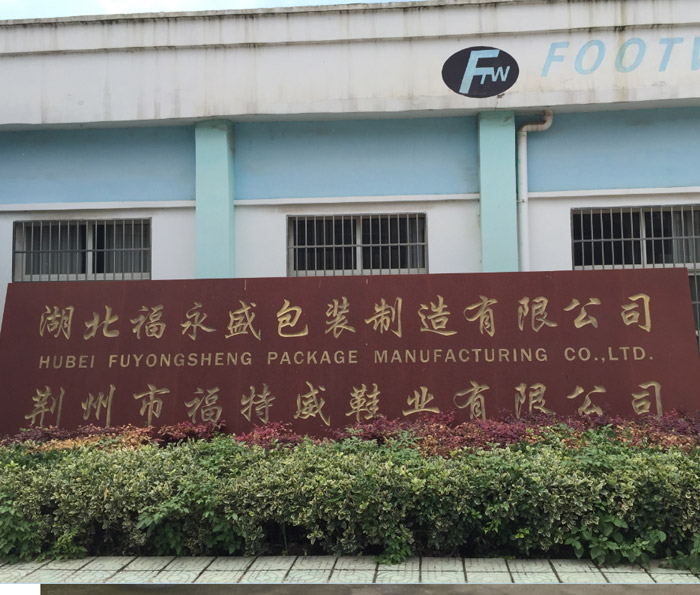 FTW FOOTW
湖北福永盛包装制造有限公司
HUBEI FUYONGSHENG PACKAGE MANUFACTURING CO.,LTD.
荆州市福特威鞋业有限公司